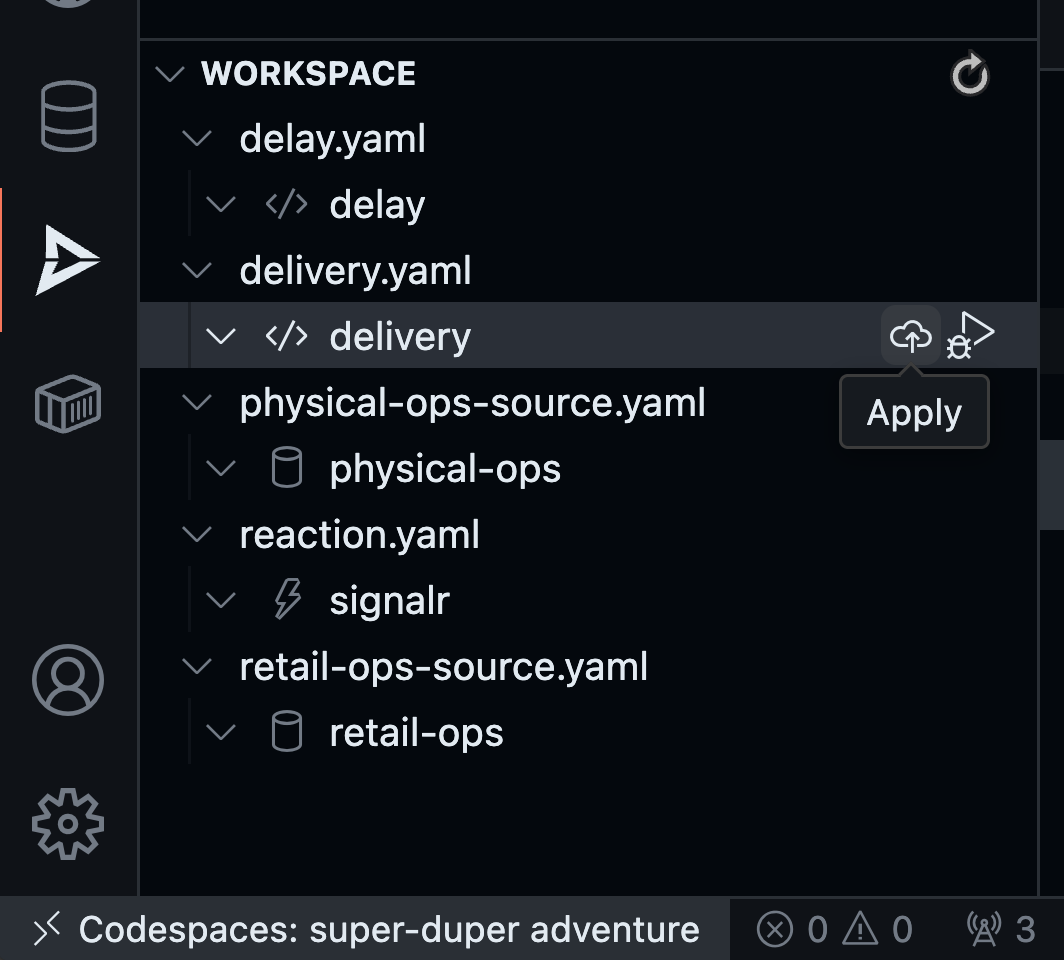 WORKSPACE
delay.yaml
delay
delivery.yaml
delivery
physical-ops-source.yaml
Apply
physical-ops
reaction.yaml
signalr
retail-ops-source.yaml
retail-ops
Codespaces: super-duper adventure 0 0 3